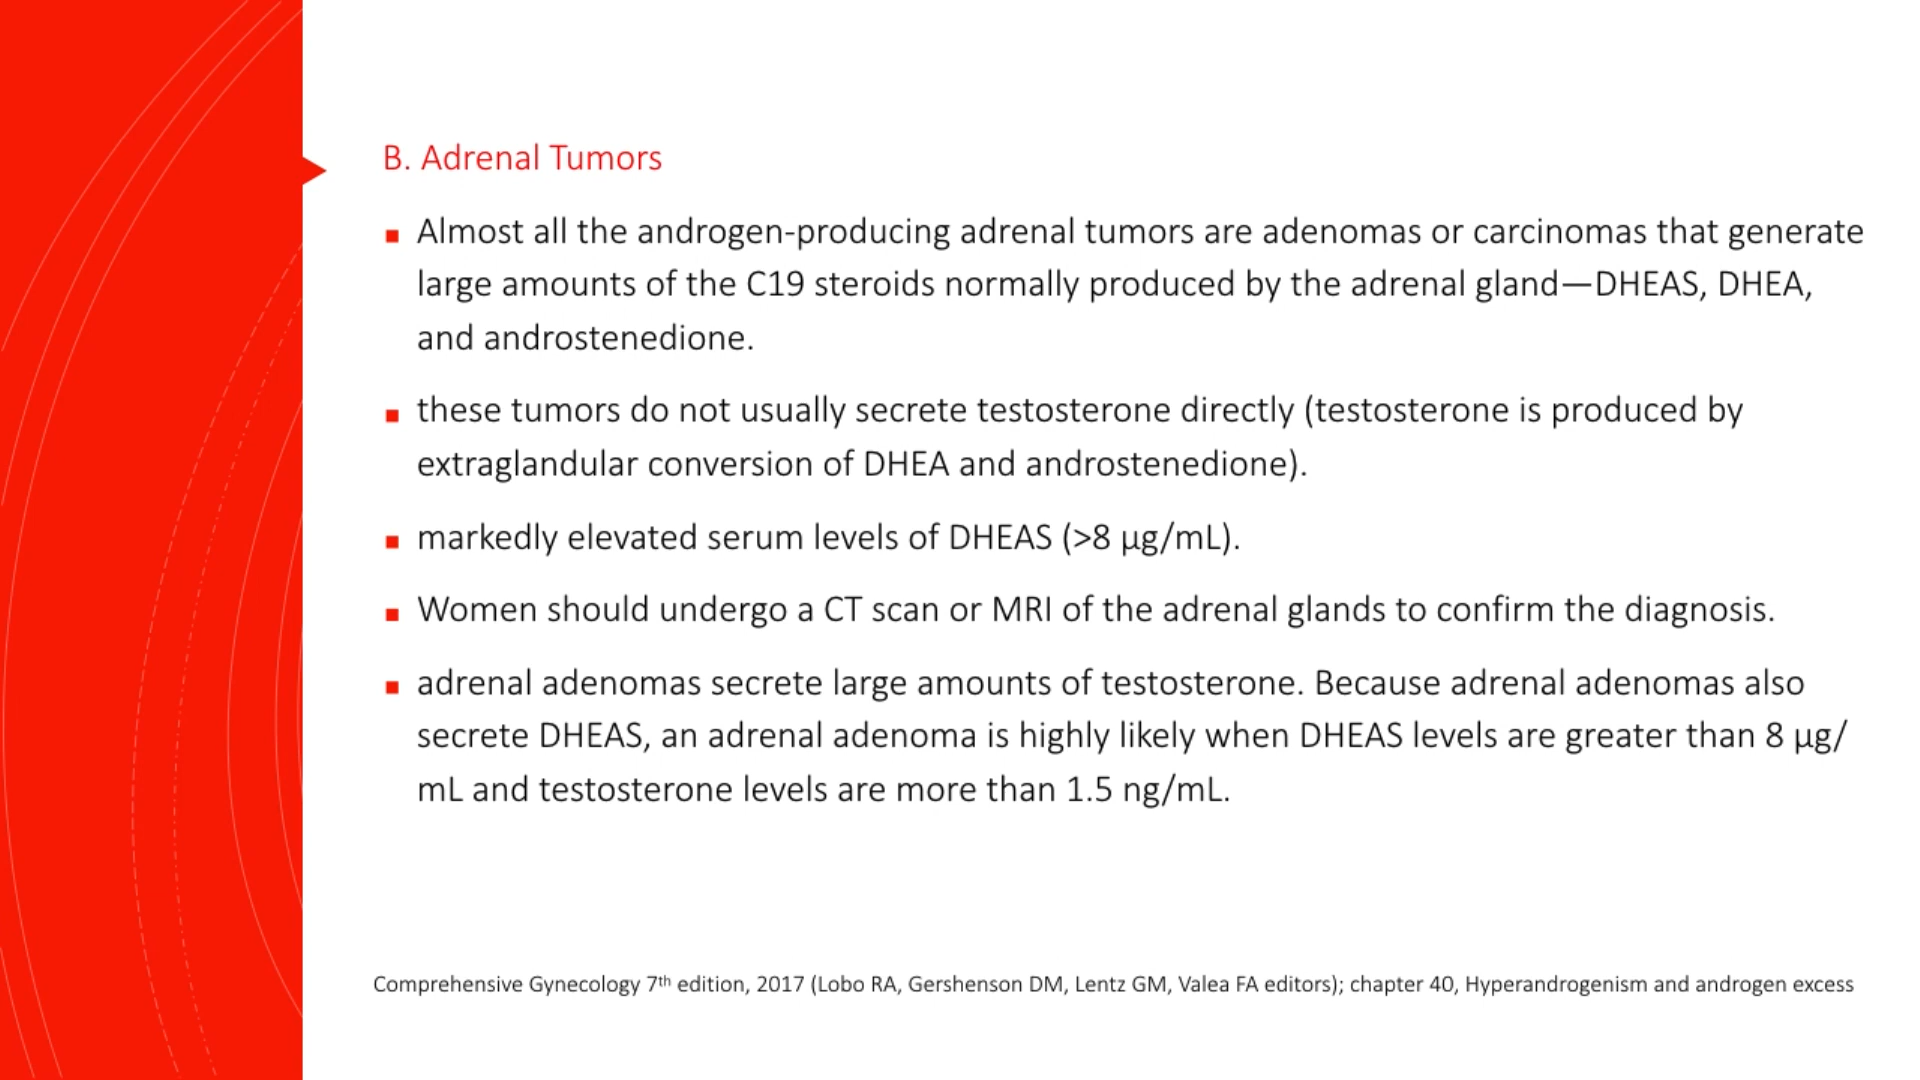 B. Adrenal Tumors
▪ Almost all the androgen-producing adrenal tumors are adenomas or carcinomas that generate
large amounts of the C19 steroids normally produced by the adrenal gland—DHEAS, DHEA,
and androstenedione.
▪ these tumors do not usually secrete testosterone directly (testosterone is produced by
extraglandular conversion of DHEA and androstenedione).
▪ markedly elevated serum levels of DHEAS (>8 µg/mL).
▪ Women should undergo a CT scan or MRI of the adrenal glands to confirm the diagnosis.
▪ adrenal adenomas secrete large amounts of testosterone. Because adrenal adenomas also
secrete DHEAS, an adrenal adenoma is highly likely when DHEAS levels are greater than 8 µg/
mL and testosterone levels are more than 1.5 ng/mL.
Comprehensive Gynecology 7th edition, 2017 (Lobo RA, Gershenson DM, Lentz GM, Valea FA editors); chapter 40, Hyperandrogenism and androgen excess